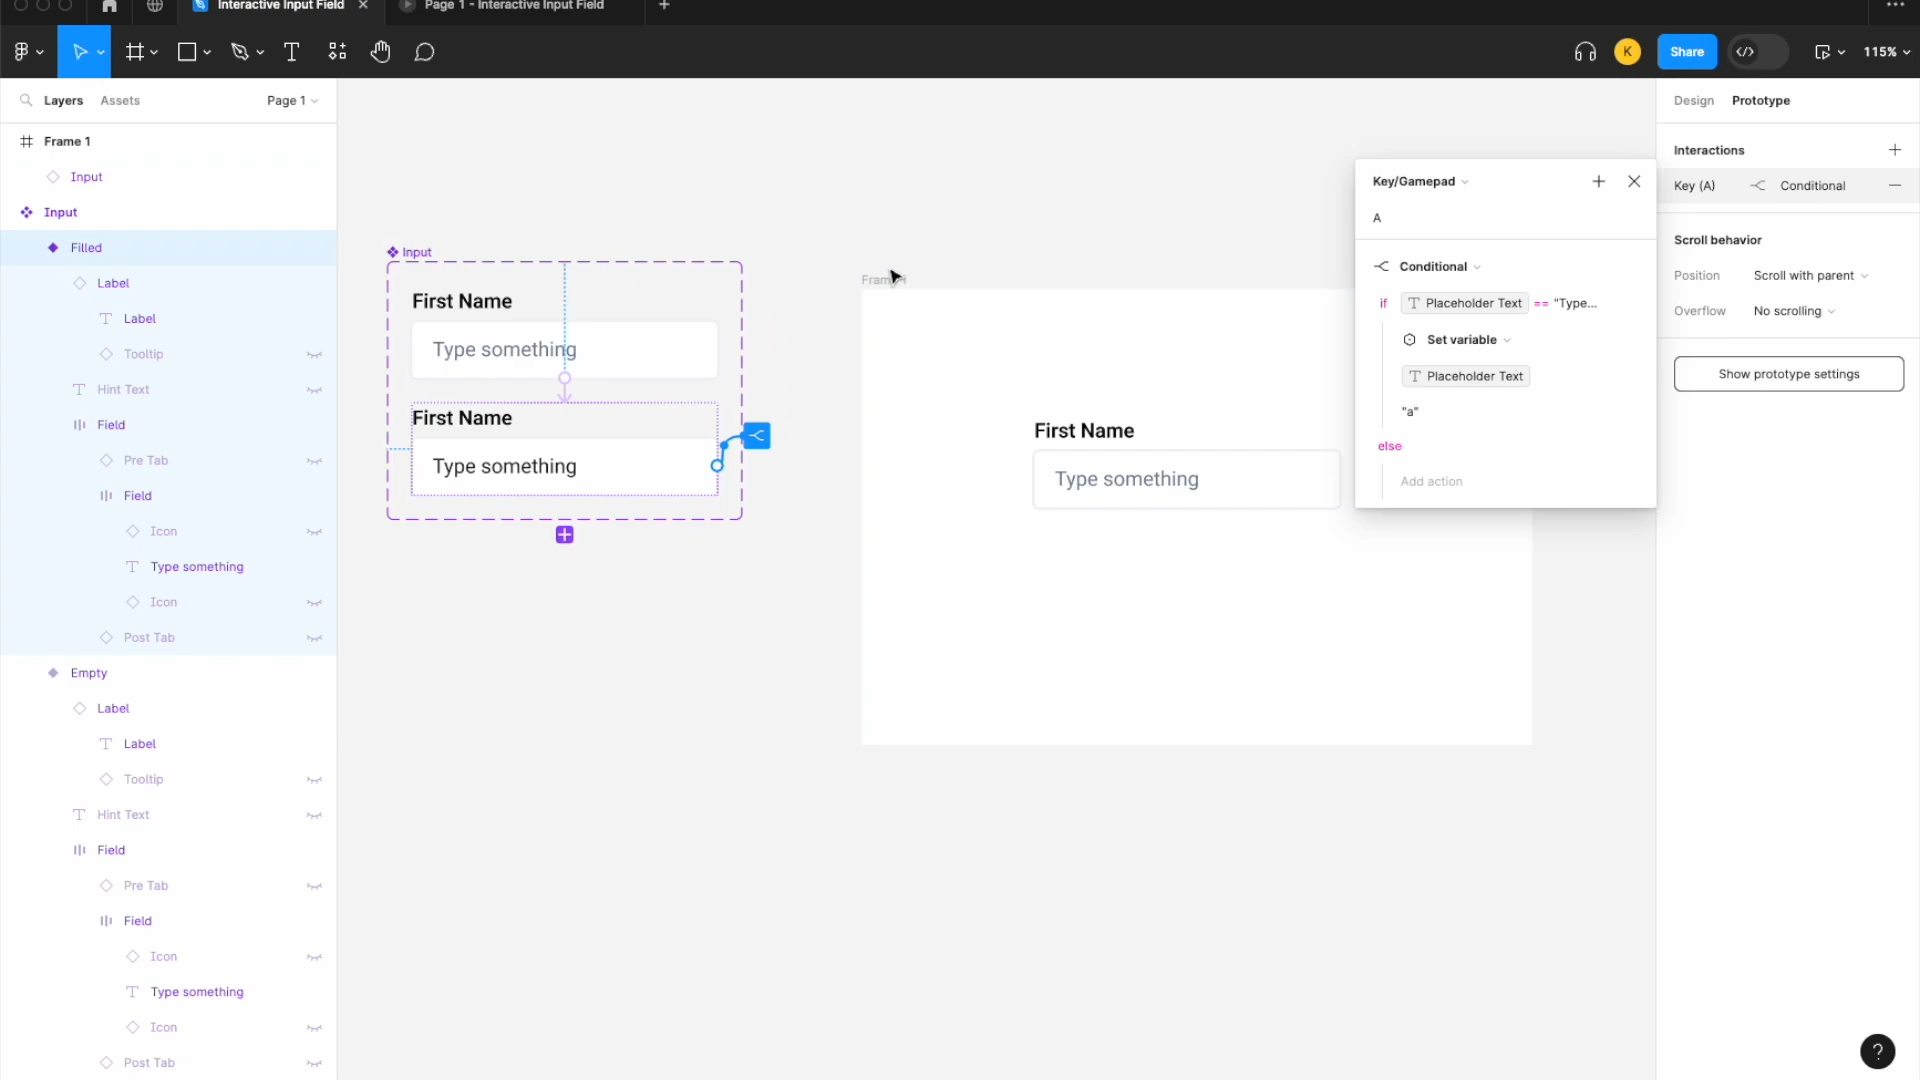 Interactive Input Field
Page 1 - Interactive Input Field
K
Share
115%
Layers
Assets
Page 1
Design
Prototype
Frame 1
Input
Input
Filled
Label
Label
Tooltip
Hint Text
Field
Pre Tab
Field
Icon
Type something
Icon
Post Tab
Empty
Label
Label
Tooltip
Hint Text
Field
Pre Tab
Field
Icon
Type something
Icon
Post Tab
Input
First Name
Type something
First Name
Type something
First Name
Type something
Key/Gamepad
A
Conditional
if Placeholder Text == "Type...
Set variable
Placeholder Text
"a"
else
Add action
Interactions
Key (A) Conditional
Scroll behavior
Position Scroll with parent
Overflow No scrolling
Show prototype settings
?